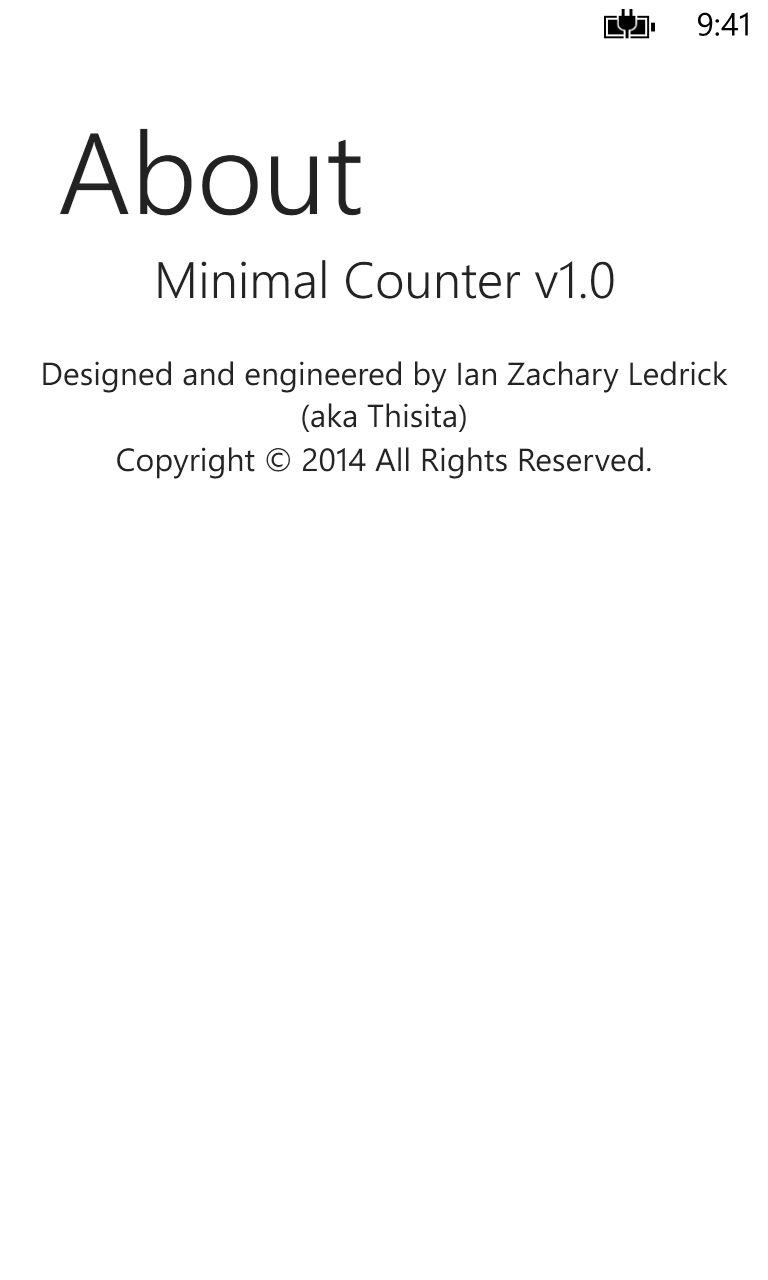 9:41
About
Minimal Counter v1.0
Designed and engineered by Ian Zachary Ledrick
(aka Thisita)
Copyright © 2014 All Rights Reserved.